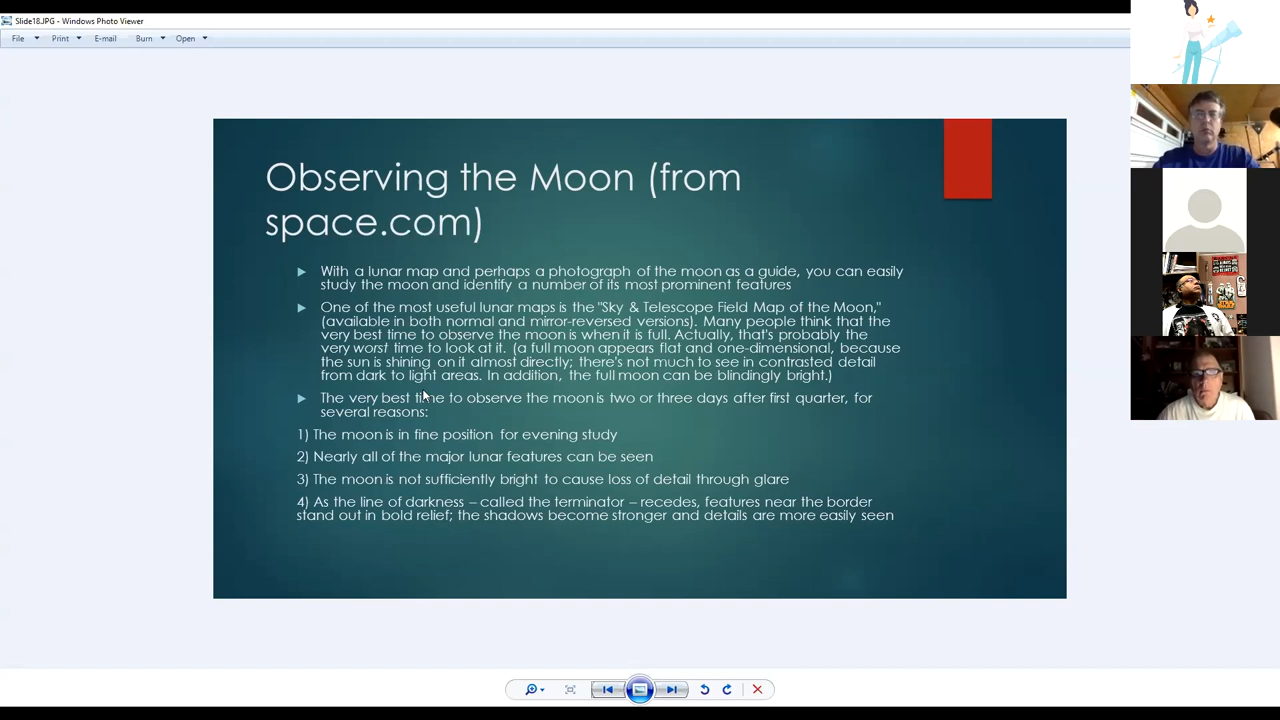 Slide18.JPG - Windows Photo Viewer
File Print E-mail Burn Open
Observing the Moon (from
space.com)
With a lunar map and perhaps a photograph of the moon as a guide, you can easily
study the moon and identify a number of its most prominent features
One of the most useful lunar maps is the "Sky & Telescope Field Map of the Moon,"
(available in both normal and mirror-reversed versions). Many people think that the
very best time to observe the moon is when it is full. Actually, that's probably the
very worst time to look at it. (a full moon appears flat and one-dimensional, because
the sun is shining on it almost directly; there's not much to see in contrasted detail
from dark to light areas. In addition, the full moon can be blindingly bright.)
The very best time to observe the moon is two or three days after first quarter, for
several reasons:
1) The moon is in fine position for evening study
2) Nearly all of the major lunar features can be seen
3) The moon is not sufficiently bright to cause loss of detail through glare
4) As the line of darkness – called the terminator – recedes, features near the border
stand out in bold relief; the shadows become stronger and details are more easily seen